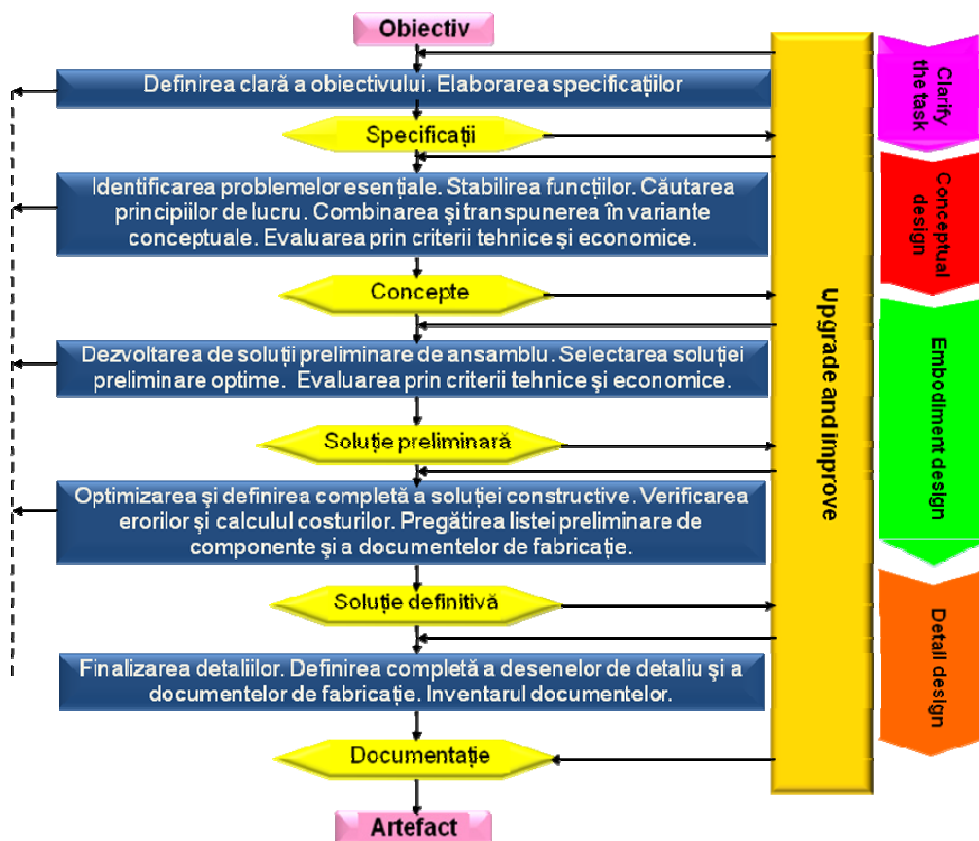 Obiectiv
Definirea clară a obiectivului. Elaborarea specificaţiilor
Specificaţii
Identificarea problemelor esenţiale. Stabilirea funcţiilor. Căutarea
principiilor de lucru. Combinarea şi transpunerea în variante
conceptuale. Evaluarea prin criterii tehnice şi economice.
Concepte
Dezvoltarea de soluţii preliminare de ansamblu. Selectarea soluţiei
preliminare optime. Evaluarea prin criterii tehnice şi economice.
Soluţie preliminară
Optimizarea şi definirea completă a soluţiei constructive. Verificarea
erorilor şi calculul costurilor. Pregătirea listei preliminare de
componente şi a documentelor de fabricaţie.
Soluţie definitivă
Finalizarea detaliilor. Definirea completă a desenelor de detaliu şi a
documentelor de fabricaţie. Inventarul documentelor.
Documentaţie
Artefact
Upgrade and improve
Clarify
the task
Conceptual
design
Embodiment design
Detail design